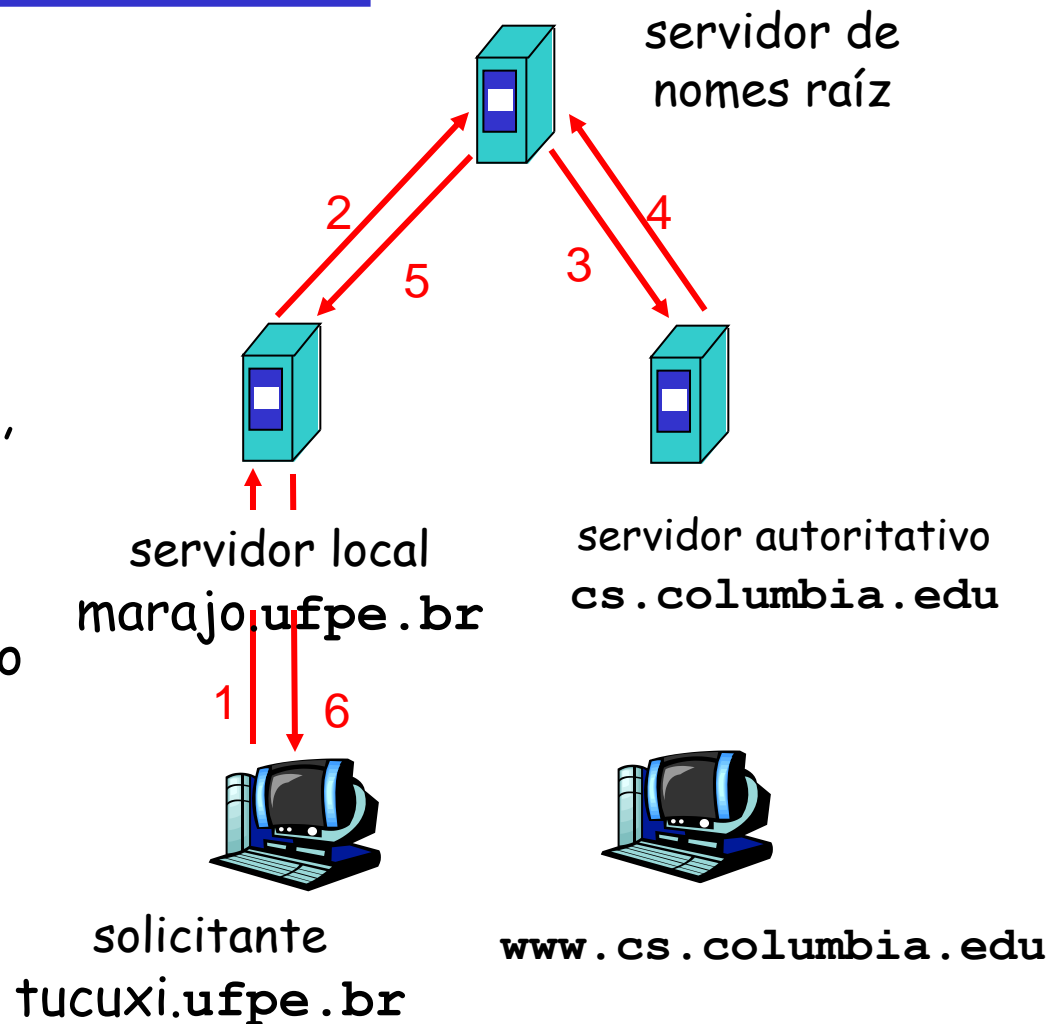 servidor de
nomes raíz
2
5
3
4
,
servidor local
marajo.ufpe.br
servidor autoritativo
cs.columbia.edu
o
1
6
solicitante
tucuxi.ufpe.br
www.cs.columbia.edu